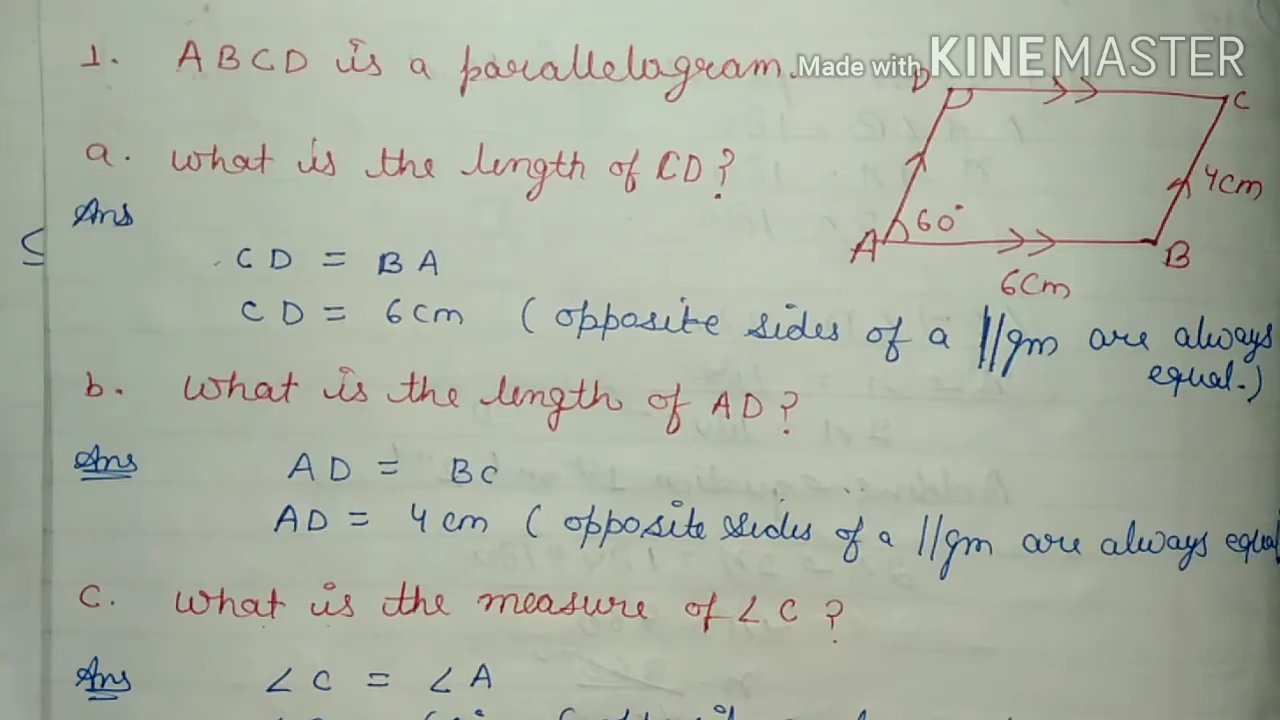 Made with KINEMASTER
1. ABCD is a parallelogram.
D C
4cm
A 60° B
6cm
a. What is the length of CD?
Ans
CD = BA
CD = 6cm (opposite sides of a ||gm are always
equal.)
b. What is the length of AD?
Ans AD = BC
AD = 4cm (opposite sides of a ||gm are always equal
c. What is the measure of ∠C?
Ans ∠C = ∠A